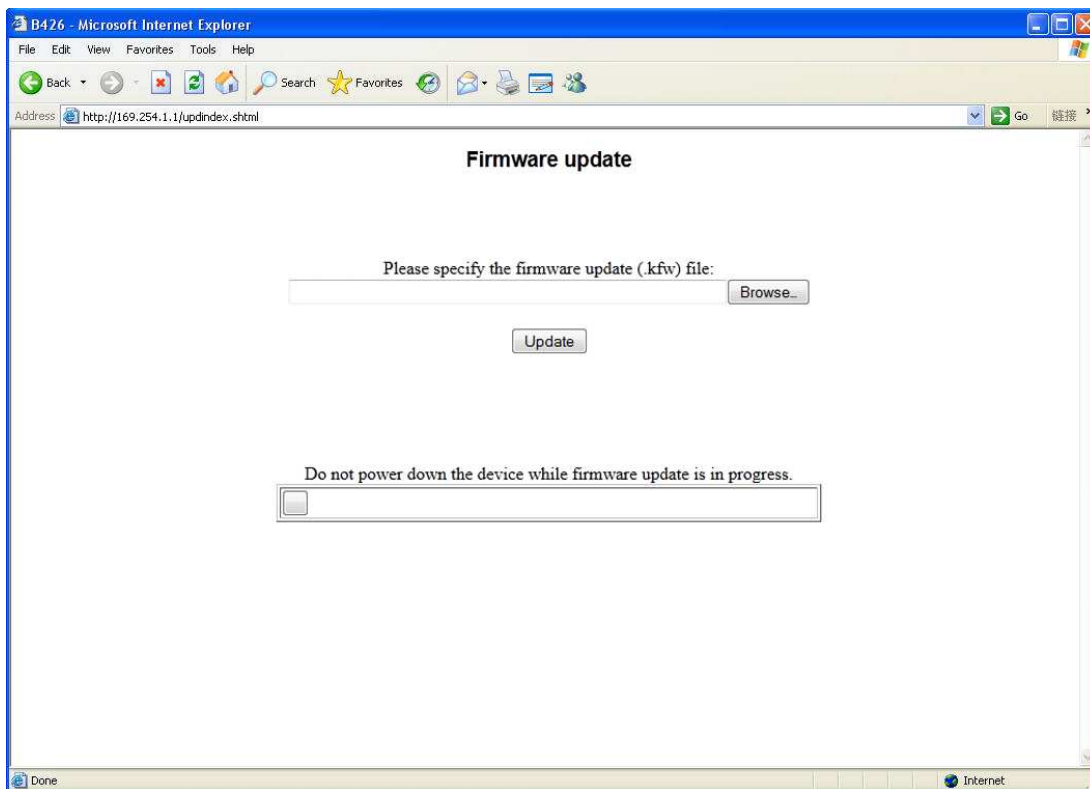 B426 - Microsoft Internet Explorer
File Edit View Favorites Tools Help
Back Search Favorites
Address http://169.254.1.1/updindex.shtml Go 链接 »
Firmware update
Please specify the firmware update (.kfw) file:
Browse...
Update
Do not power down the device while firmware update is in progress.
Done Internet